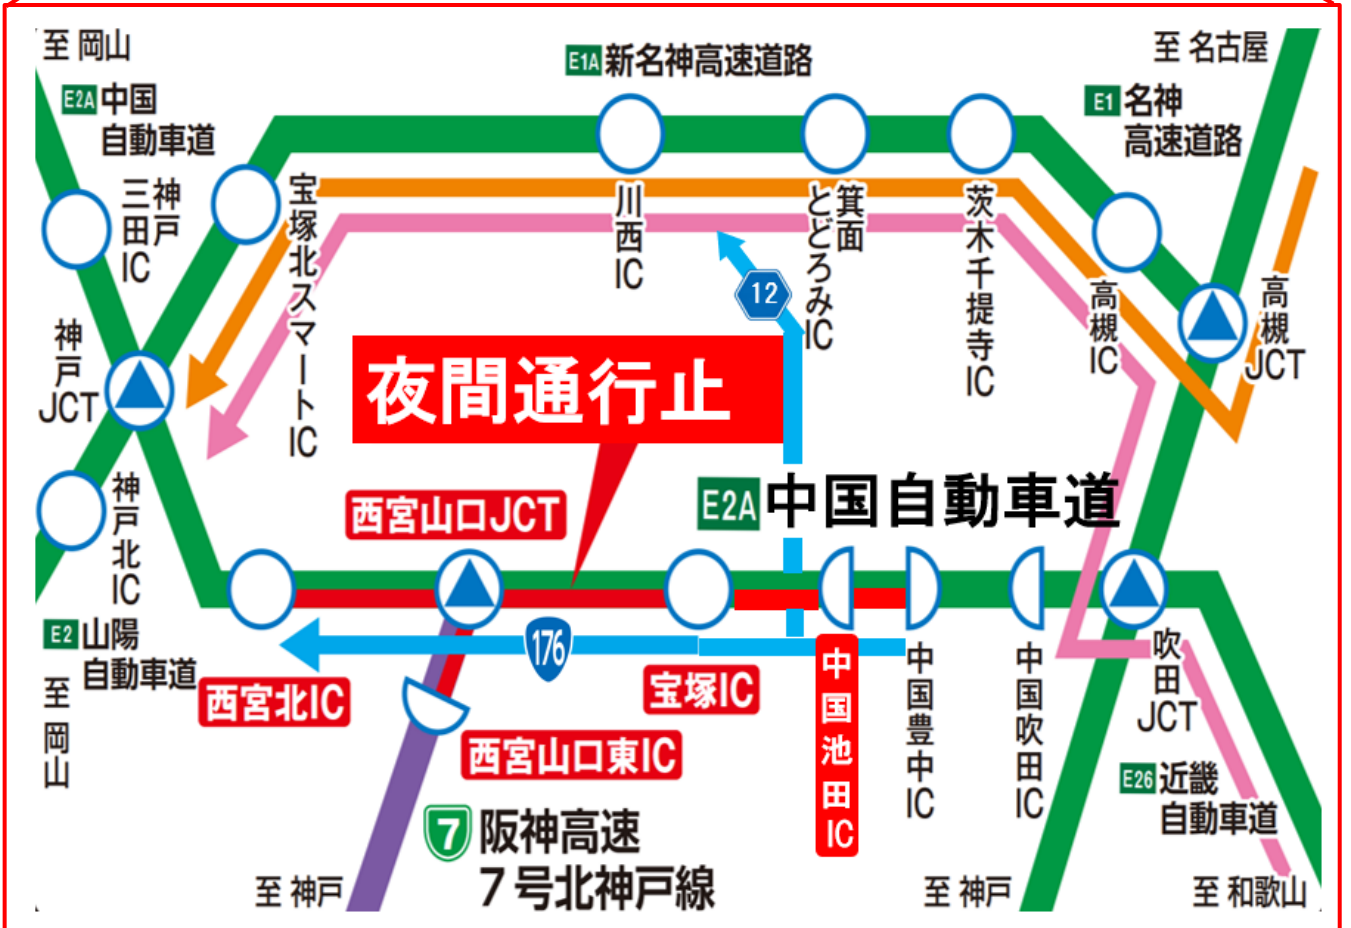 至 岡山
E2A 中国
自動車道
E1A 新名神高速道路
至 名古屋
E1 名神
高速道路
神戸
三田
IC
宝塚北スマートIC
川西IC
箕面
とどろみIC
茨木千提寺IC
高槻IC
高槻JCT
12
神戸JCT
夜間通行止
神戸北IC
西宮山口JCT
E2A 中国自動車道
E2 山陽
自動車道
至 岡山
176
西宮北IC
宝塚IC
中国池田IC
中国豊中IC
中国吹田IC
吹田JCT
西宮山口東IC
E26 近畿
自動車道
7 阪神高速
7号北神戸線
至 神戸
至 神戸
至 和歌山